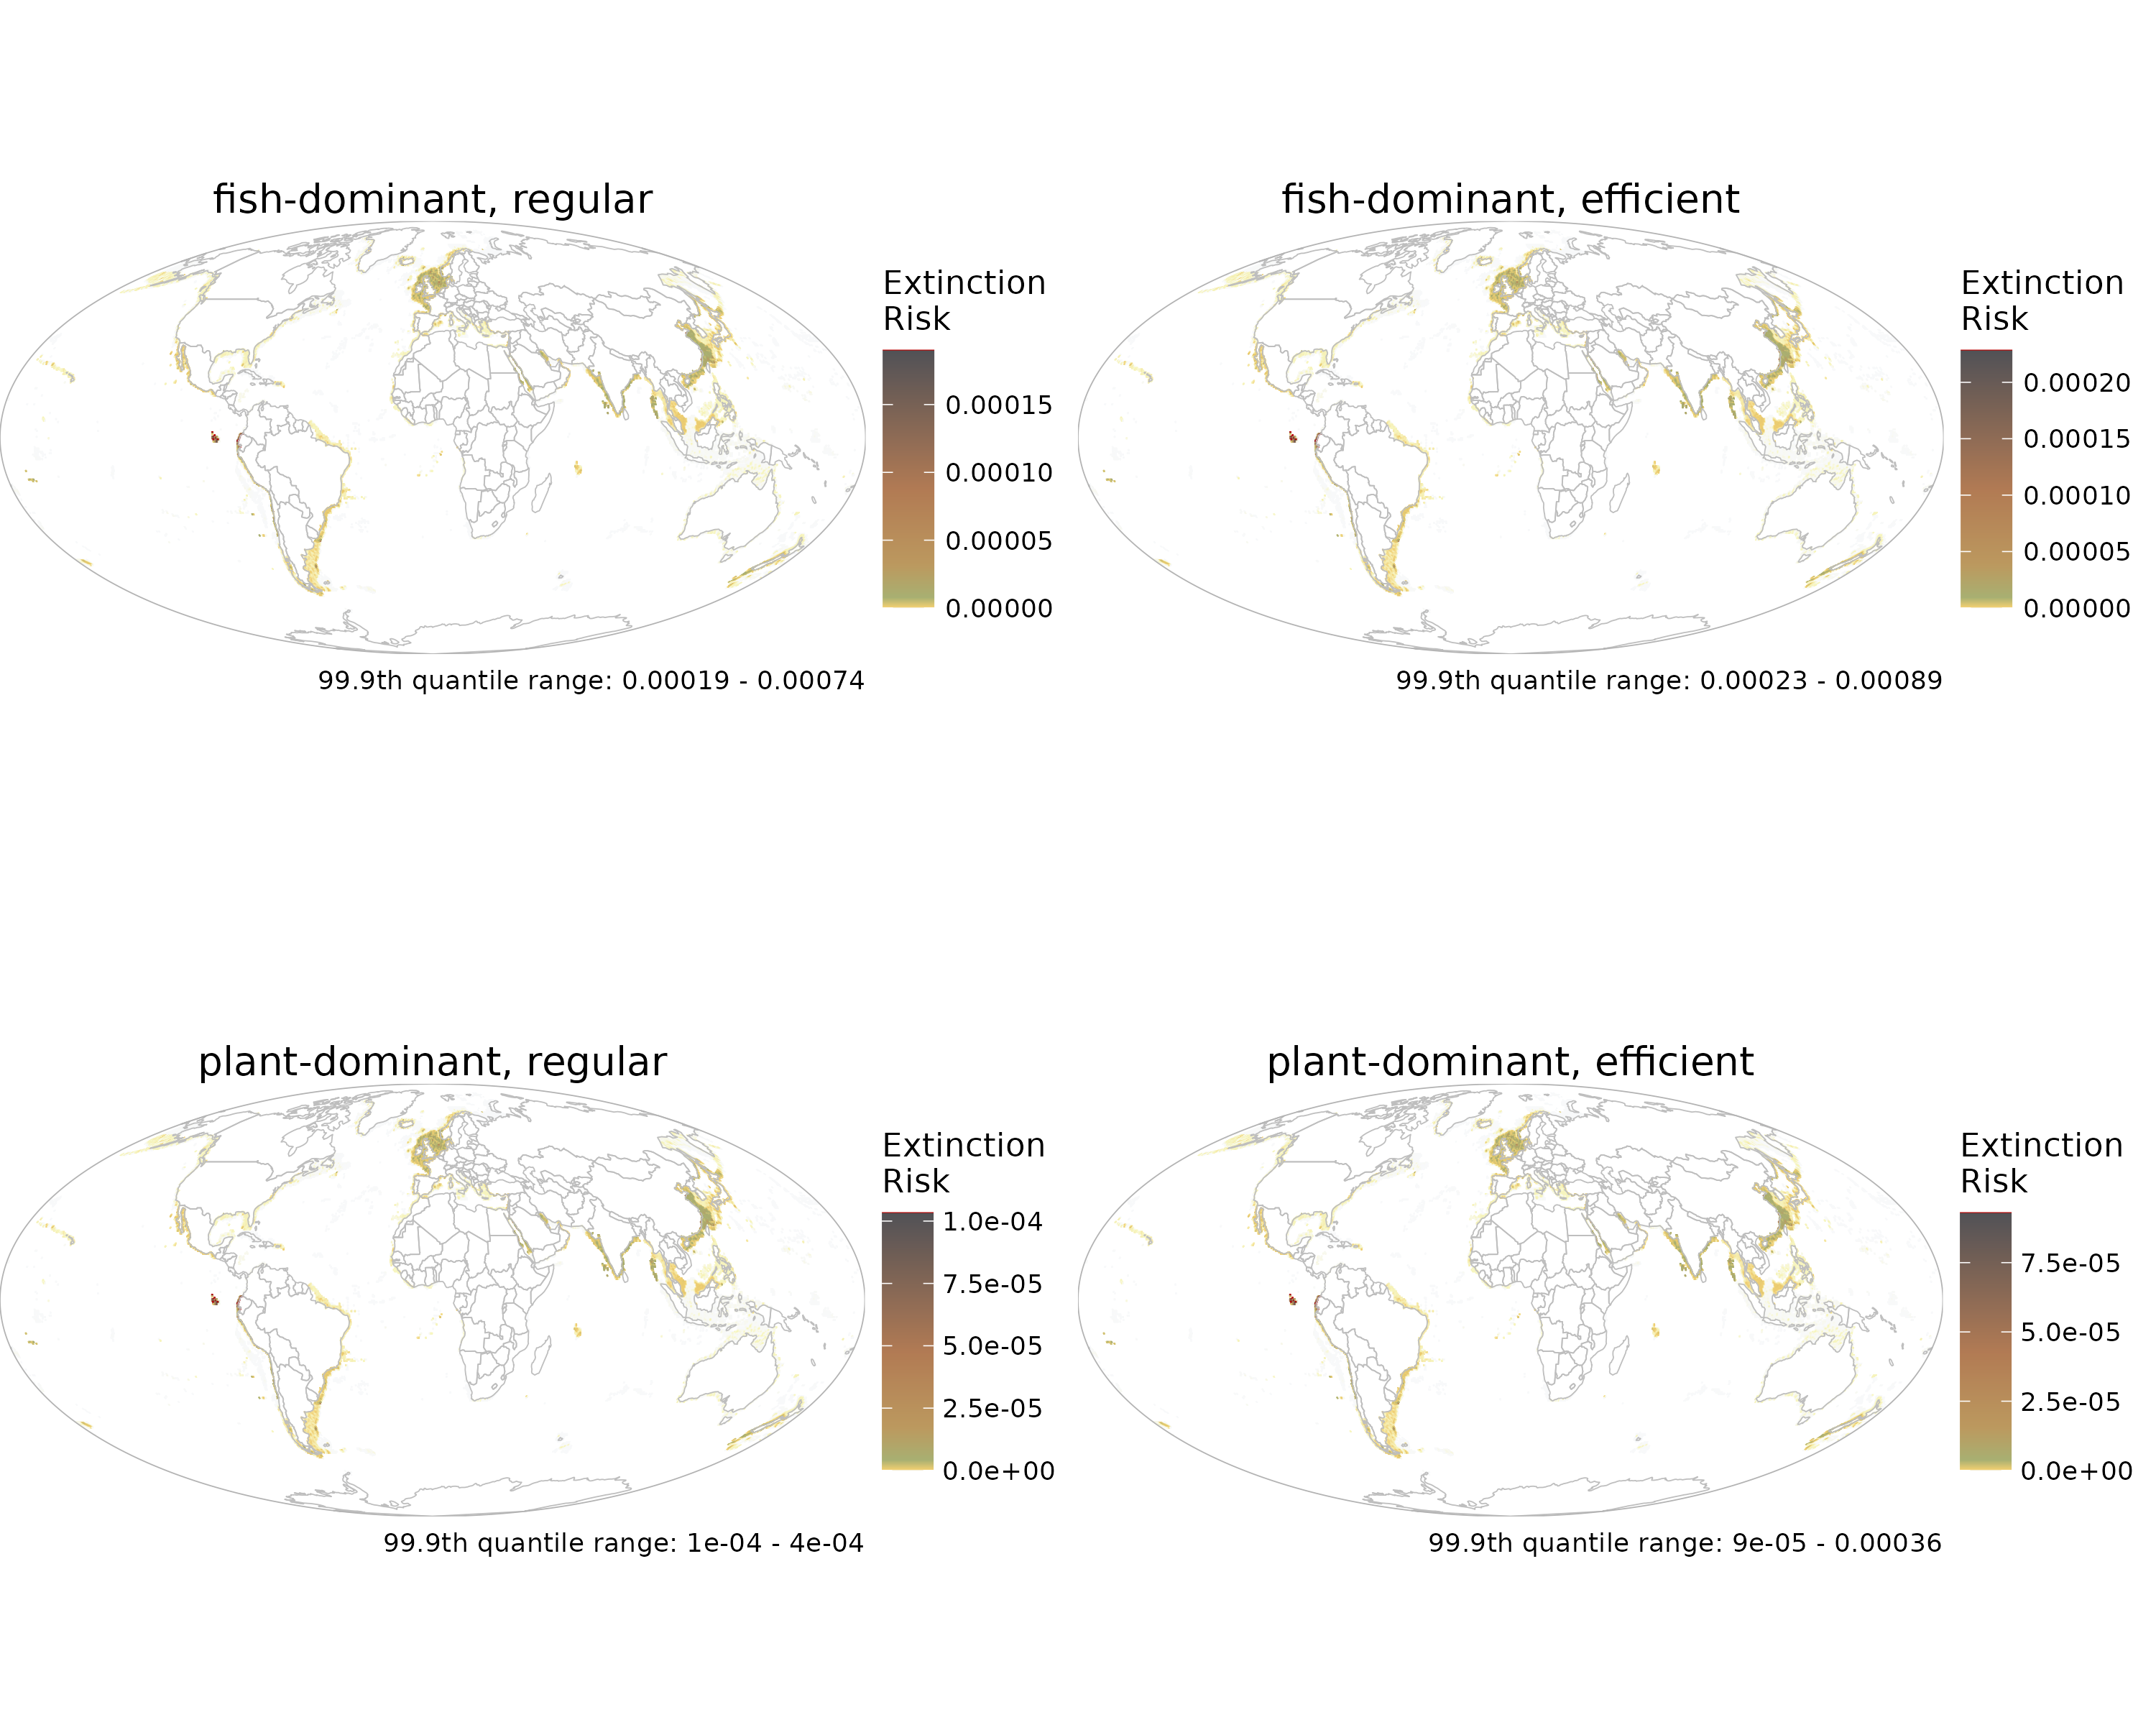 fish-dominant, regular
Extinction
Risk
0.00015
0.00010
0.00005
0.00000
99.9th quantile range: 0.00019 - 0.00074
fish-dominant, efficient
Extinction
Risk
0.00020
0.00015
0.00010
0.00005
0.00000
99.9th quantile range: 0.00023 - 0.00089
plant-dominant, regular
Extinction
Risk
1.0e-04
7.5e-05
5.0e-05
2.5e-05
0.0e+00
99.9th quantile range: 1e-04 - 4e-04
plant-dominant, efficient
Extinction
Risk
7.5e-05
5.0e-05
2.5e-05
0.0e+00
99.9th quantile range: 9e-05 - 0.00036